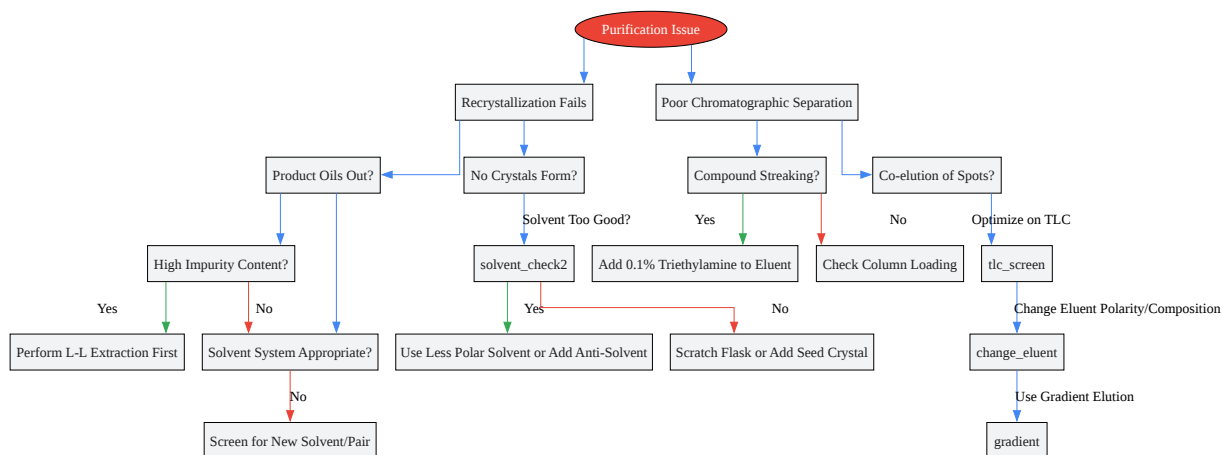 Purification Issue
Recrystallization Fails
Poor Chromatographic Separation
Product Oils Out?
No Crystals Form?
Compound Streaking?
Co-elution of Spots?
Solvent Too Good?
Yes
No
Optimize on TLC
High Impurity Content?
solvent_check2
Add 0.1% Triethylamine to Eluent
Check Column Loading
tlc_screen
Yes
No
Yes
No
Change Eluent Polarity/Composition
Perform L-L Extraction First
Solvent System Appropriate?
Use Less Polar Solvent or Add Anti-Solvent
Scratch Flask or Add Seed Crystal
change_eluent
No
Use Gradient Elution
Screen for New Solvent/Pair
gradient